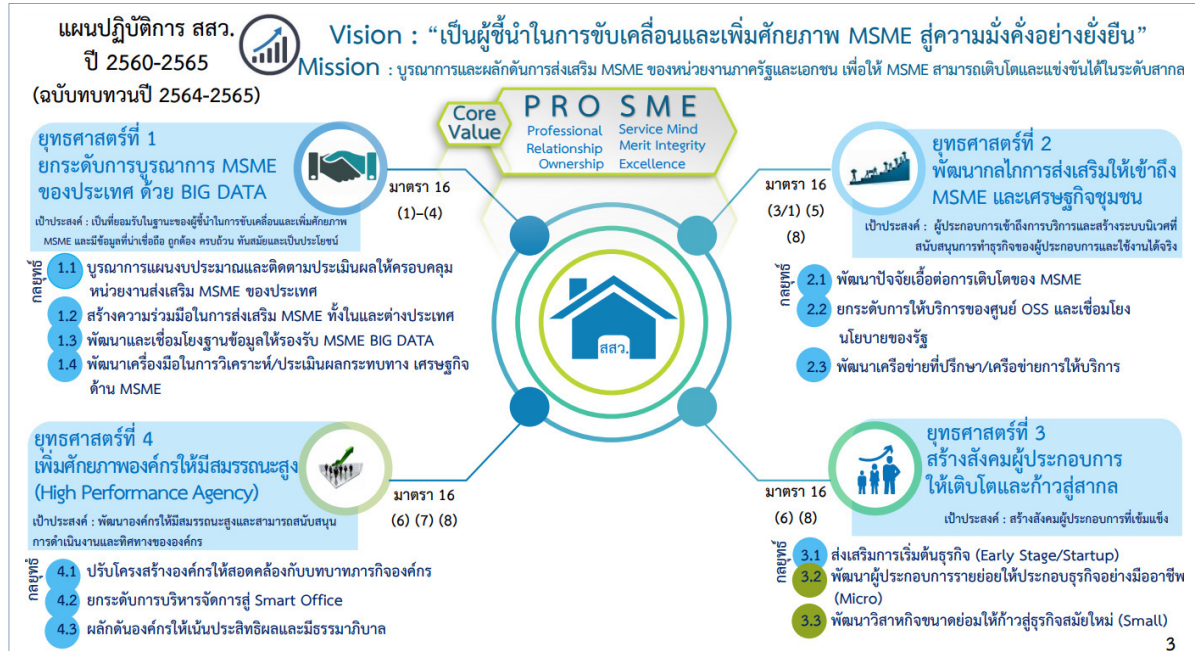 แผนปฏิบัติการ สสว.
ปี 2560-2565
(ฉบับทบทวนปี 2564-2565)
Vision : “เป็นผู้ชี้นำในการขับเคลื่อนและเพิ่มศักยภาพ MSME สู่ความมั่งคั่งอย่างยั่งยืน”
Mission : บูรณาการและผลักดันการส่งเสริม MSME ของหน่วยงานภาครัฐและเอกชน เพื่อให้ MSME สามารถเติบโตและแข่งขันได้ในระดับสากล
Core
Value
PRO SME
Professional Service Mind
Relationship Merit Integrity
Ownership Excellence
ยุทธศาสตร์ที่ 1
ยกระดับการบูรณาการ MSME
ของประเทศ ด้วย BIG DATA
เป้าประสงค์ : เป็นที่ยอมรับในฐานะของผู้ชี้นำในการขับเคลื่อนและเพิ่มศักยภาพ
MSME และมีข้อมูลที่น่าเชื่อถือ ถูกต้อง ครบถ้วน ทันสมัยและเป็นประโยชน์
มาตรา 16
(1)–(4)
กลยุทธ์
1.1 บูรณาการแผนงบประมาณและติดตามประเมินผลให้ครอบคลุม
หน่วยงานส่งเสริม MSME ของประเทศ
1.2 สร้างความร่วมมือในการส่งเสริม MSME ทั้งในและต่างประเทศ
1.3 พัฒนาและเชื่อมโยงฐานข้อมูลให้รองรับ MSME BIG DATA
1.4 พัฒนาเครื่องมือในการวิเคราะห์/ประเมินผลกระทบทาง เศรษฐกิจ
ด้าน MSME
ยุทธศาสตร์ที่ 2
พัฒนากลไกการส่งเสริมให้เข้าถึง
MSME และเศรษฐกิจชุมชน
เป้าประสงค์ : ผู้ประกอบการเข้าถึงการบริการและสร้างระบบนิเวศที่
สนับสนุนการทำธุรกิจของผู้ประกอบการและใช้งานได้จริง
มาตรา 16
(3/1) (5)
(8)
กลยุทธ์
2.1 พัฒนาปัจจัยเอื้อต่อการเติบโตของ MSME
2.2 ยกระดับการให้บริการของศูนย์ OSS และเชื่อมโยง
นโยบายของรัฐ
2.3 พัฒนาเครือข่ายที่ปรึกษา/เครือข่ายการให้บริการ
สสว.
ยุทธศาสตร์ที่ 4
เพิ่มศักยภาพองค์กรให้มีสมรรถนะสูง
(High Performance Agency)
เป้าประสงค์ : พัฒนาองค์กรให้มีสมรรถนะสูงและสามารถสนับสนุน
การดำเนินงานและทิศทางขององค์กร
มาตรา 16
(6) (7) (8)
กลยุทธ์
4.1 ปรับโครงสร้างองค์กรให้สอดคล้องกับบทบาทภารกิจองค์กร
4.2 ยกระดับการบริหารจัดการสู่ Smart Office
4.3 ผลักดันองค์กรให้เน้นประสิทธิผลและมีธรรมาภิบาล
ยุทธศาสตร์ที่ 3
สร้างสังคมผู้ประกอบการ
ให้เติบโตและก้าวสู่สากล
เป้าประสงค์ : สร้างสังคมผู้ประกอบการที่เข้มแข็ง
มาตรา 16
(6) (8)
กลยุทธ์
3.1 ส่งเสริมการเริ่มต้นธุรกิจ (Early Stage/Startup)
3.2 พัฒนาผู้ประกอบการรายย่อยให้ประกอบธุรกิจอย่างมืออาชีพ
(Micro)
3.3 พัฒนาวิสาหกิจขนาดย่อมให้ก้าวสู่ธุรกิจสมัยใหม่ (Small)
3